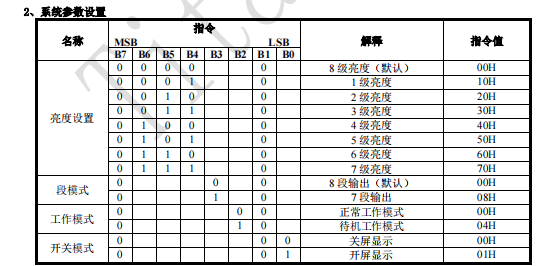 2、系统参数设置
名称 指令 解释 指令值
MSB LSB
B7 B6 B5 B4 B3 B2 B1 B0
亮度设置
0 0 0 0 0 8 级亮度（默认） 00H
0 0 0 1 0 1 级亮度 10H
0 0 1 0 0 2 级亮度 20H
0 0 1 1 0 3 级亮度 30H
0 1 0 0 0 4 级亮度 40H
0 1 0 1 0 5 级亮度 50H
0 1 1 0 0 6 级亮度 60H
0 1 1 1 0 7 级亮度 70H
段模式
0 0 0 8 段输出（默认） 00H
0 1 0 7 段输出 08H
工作模式
0 0 0 正常工作模式 00H
0 1 0 待机工作模式 04H
开关模式
0 0 0 关屏显示 00H
0 0 1 开屏显示 01H